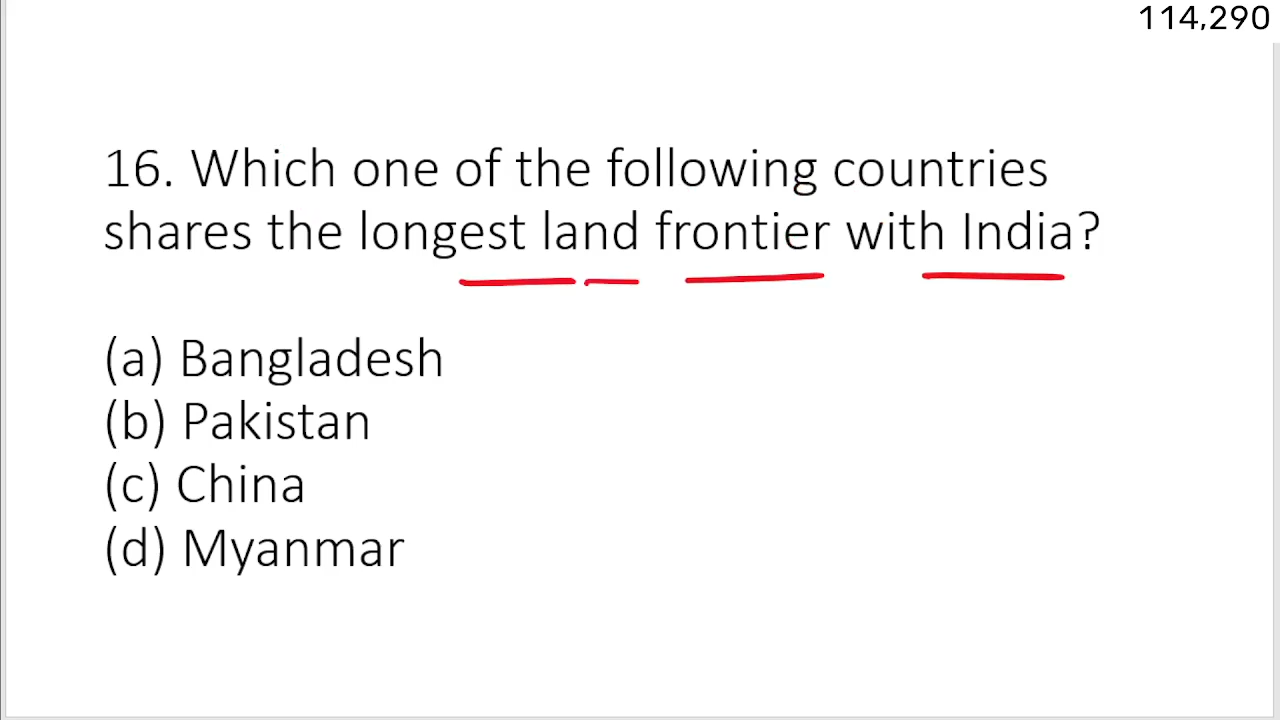 114,290
16. Which one of the following countries
shares the longest land frontier with India?
(a) Bangladesh
(b) Pakistan
(c) China
(d) Myanmar